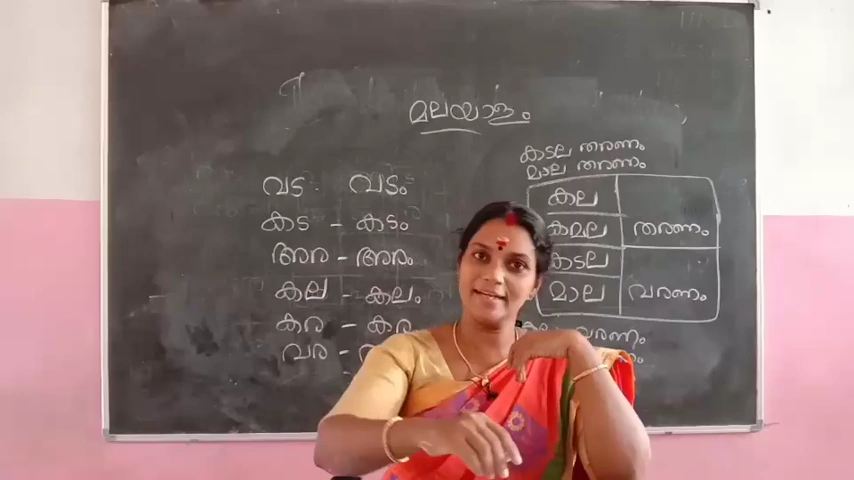 മലയാളം
വട - വടം
കട - കടം
അര - അരം
കല - കലം
കര - കരം
വര -
കടല തരണം
മാല തരണം
കല
കമല തരണം
കടല
മാല വരണം
വരണം